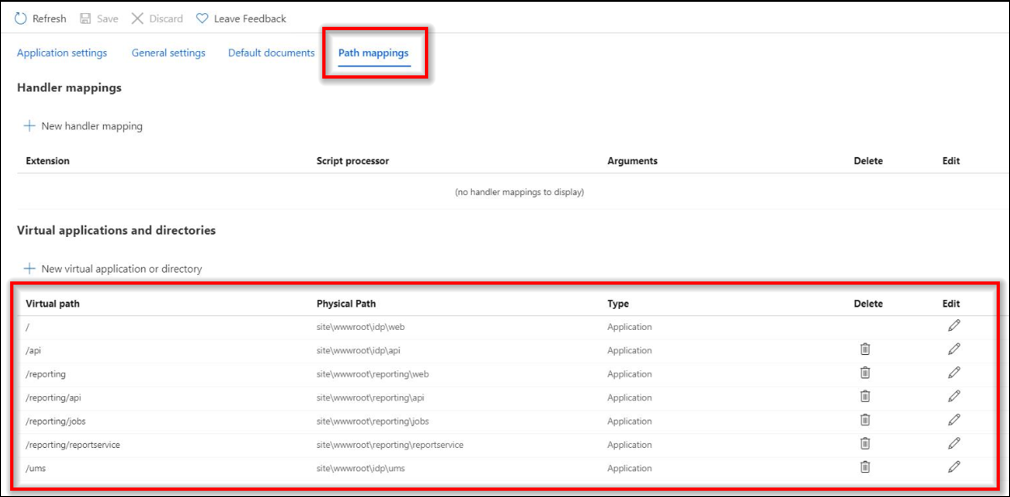 Refresh Save Discard Leave Feedback
Application settings General settings Default documents Path mappings
Handler mappings
New handler mapping
Extension Script processor Arguments Delete Edit
(no handler mappings to display)
Virtual applications and directories
New virtual application or directory
Virtual path Physical Path Type Delete Edit
/ site\wwwroot\idp\web Application
/api site\wwwroot\idp\api Application
/reporting site\wwwroot\reporting\web Application
/reporting/api site\wwwroot\reporting\api Application
/reporting/jobs site\wwwroot\reporting\jobs Application
/reporting/reportservice site\wwwroot\reporting\reportservice Application
/ums site\wwwroot\idp\ums Application